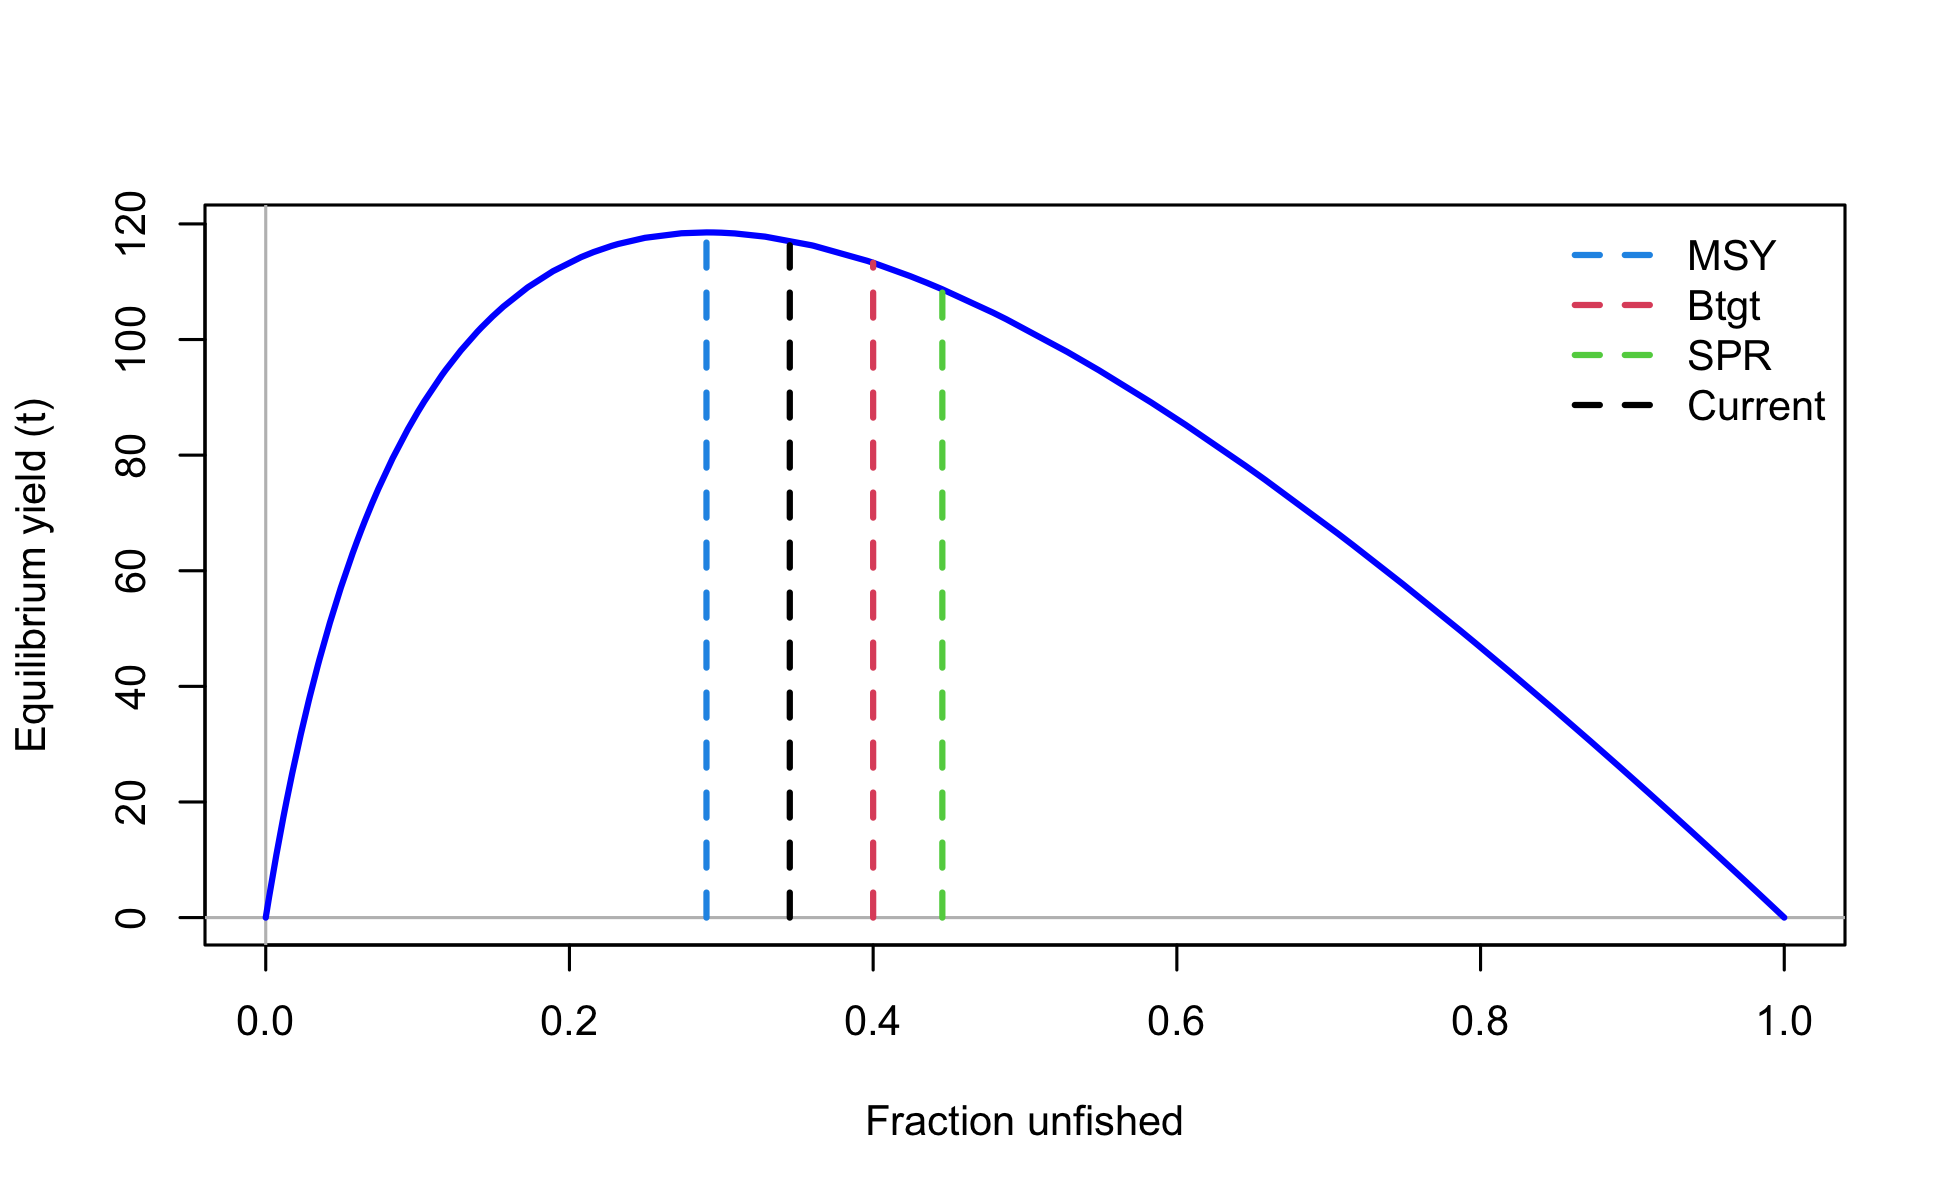 120
100
80
60
40
20
0
Equilibrium yield (t)
MSY
Btgt
SPR
Current
0.0 0.2 0.4 0.6 0.8 1.0
Fraction unfished